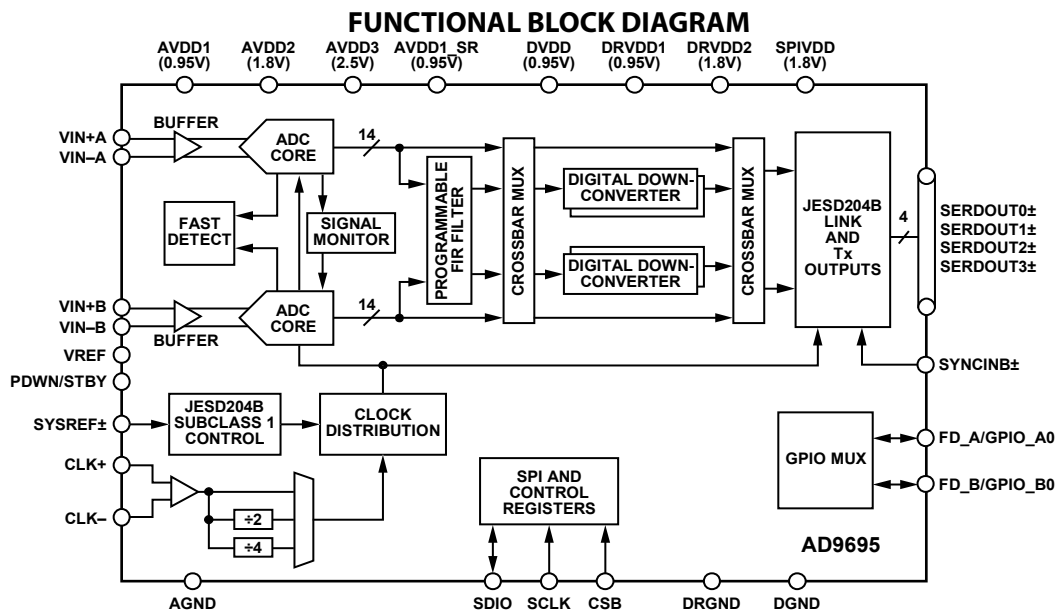 FUNCTIONAL BLOCK DIAGRAM
AVDD1
(0.95V)
AVDD2
(1.8V)
AVDD3
(2.5V)
AVDD1_SR
(0.95V)
DVDD
(0.95V)
DRVDD1
(0.95V)
DRVDD2
(1.8V)
SPIVDD
(1.8V)
VIN+A
VIN–A
BUFFER
ADC
CORE
14
FAST
DETECT
SIGNAL
MONITOR
PROGRAMMABLE
FIR FILTER
CROSSBAR MUX
DIGITAL DOWN-
CONVERTER
DIGITAL DOWN-
CONVERTER
CROSSBAR MUX
JESD204B
LINK
AND
Tx
OUTPUTS
4
SERDOUT0±
SERDOUT1±
SERDOUT2±
SERDOUT3±
VIN+B
VIN–B
BUFFER
ADC
CORE
14
VREF
PDWN/STBY
SYSREF±
JESD204B
SUBCLASS 1
CONTROL
CLOCK
DISTRIBUTION
SYNCINB±
CLK+
CLK–
÷2
÷4
SPI AND
CONTROL
REGISTERS
GPIO MUX
FD_A/GPIO_A0
FD_B/GPIO_B0
AD9695
AGND
SDIO
SCLK
CSB
DRGND
DGND